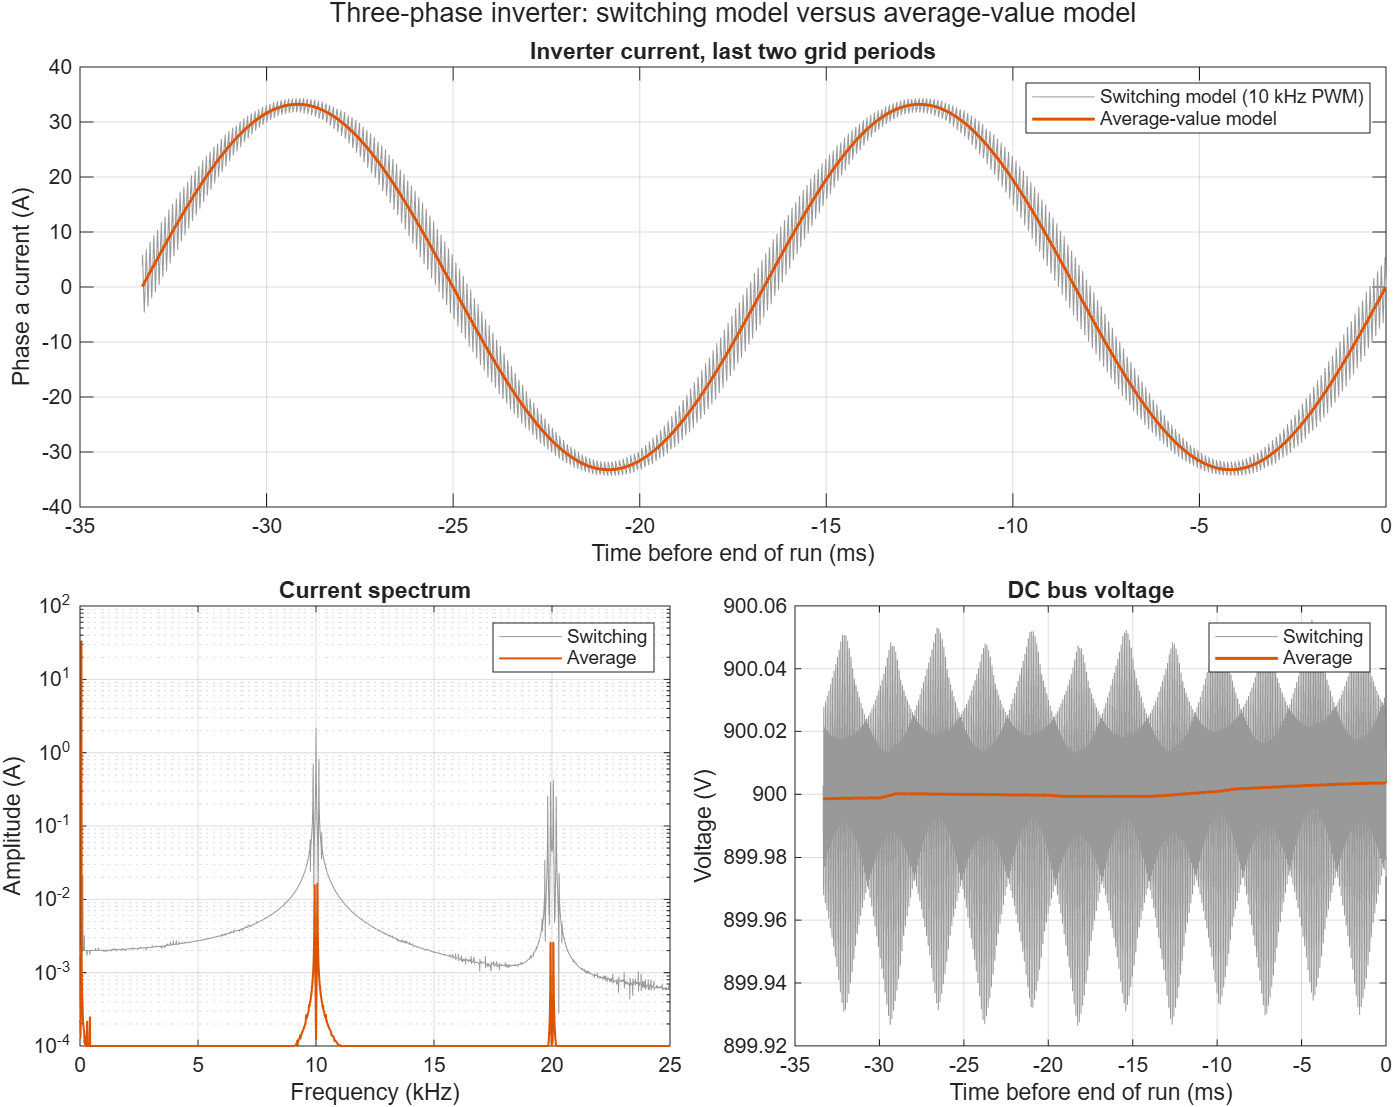 Three-phase inverter: switching model versus average-value model
Inverter current, last two grid periods
40
30
20
10
0
-10
-20
-30
-40
Phase a current (A)
Switching model (10 kHz PWM)
Average-value model
-35 -30 -25 -20 -15 -10 -5 0
Time before end of run (ms)
Current spectrum
10^2
10^1
10^0
10^-1
10^-2
10^-3
10^-4
Amplitude (A)
Switching
Average
0 5 10 15 20 25
Frequency (kHz)
DC bus voltage
900.06
900.04
900.02
900
899.98
899.96
899.94
899.92
Voltage (V)
Switching
Average
-35 -30 -25 -20 -15 -10 -5 0
Time before end of run (ms)